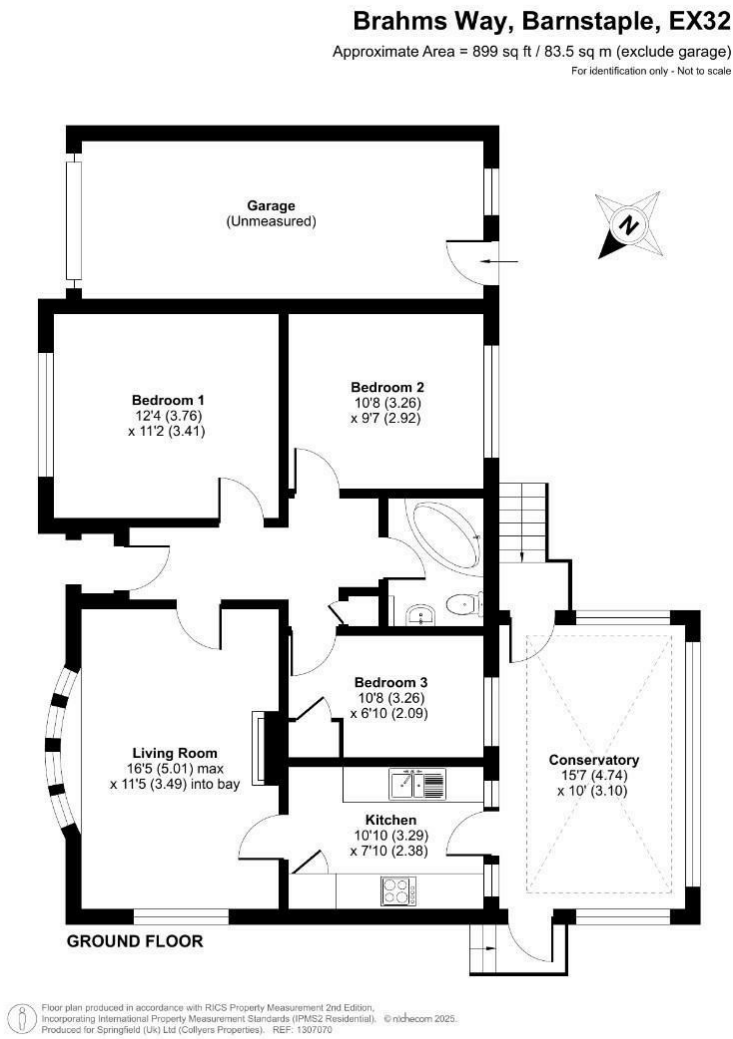 Brahms Way, Barnstaple, EX32
Approximate Area = 899 sq ft / 83.5 sq m (exclude garage)
For identification only - Not to scale
Garage
(Unmeasured)
N
Bedroom 1
12'4 (3.76)
x 11'2 (3.41)
Bedroom 2
10'8 (3.26)
x 9'7 (2.92)
Bedroom 3
10'8 (3.26)
x 6'10 (2.09)
Living Room
16'5 (5.01) max
x 11'5 (3.49) into bay
Conservatory
15'7 (4.74)
x 10' (3.10)
Kitchen
10'10 (3.29)
x 7'10 (2.38)
GROUND FLOOR
Floor plan produced in accordance with RICS Property Measurement 2nd Edition,
Incorporating International Property Measurement Standards (IPMS2 Residential). © nichecom 2025.
Produced for Springfield (Uk) Ltd (Collyers Properties). REF: 1307070